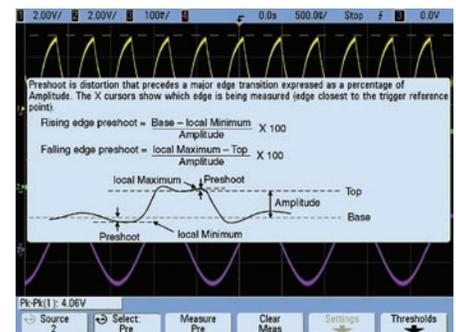 1 2.00V/ 2 2.00V/ 3 100▿/ 4 0.0s 500.0▿/ Stop 3 0.0V
Preshoot is distortion that precedes a major edge transition expressed as a percentage of
Amplitude. The X cursors show which edge is being measured (edge closest to the trigger reference
point).
Rising edge preshoot = Base – local Minimum
Amplitude X 100
Falling edge preshoot = local Maximum – Top
Amplitude X 100
local Maximum Preshoot
Top
Amplitude
Base
Preshoot local Minimum
Pk-Pk(1): 4.06V
Source Select: Measure Clear Settings Thresholds
2 Pre Pre Meas